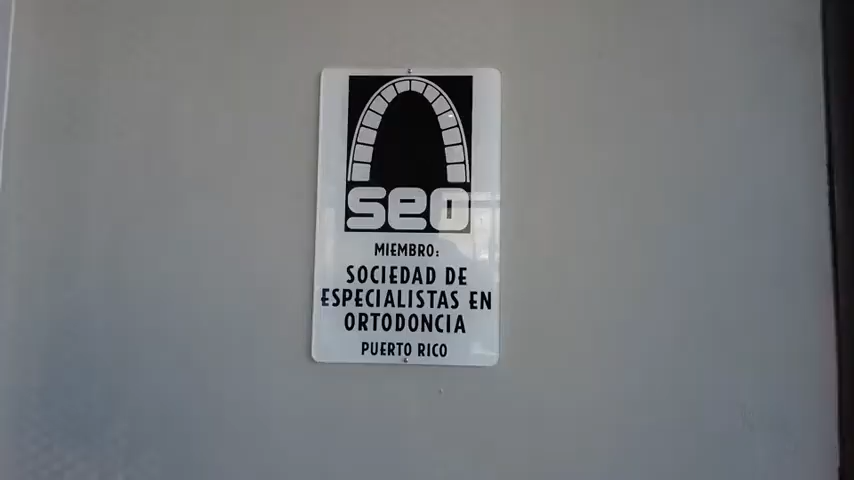 seo
MIEMBRO:
SOCIEDAD DE
ESPECIALISTAS EN
ORTODONCIA
PUERTO RICO